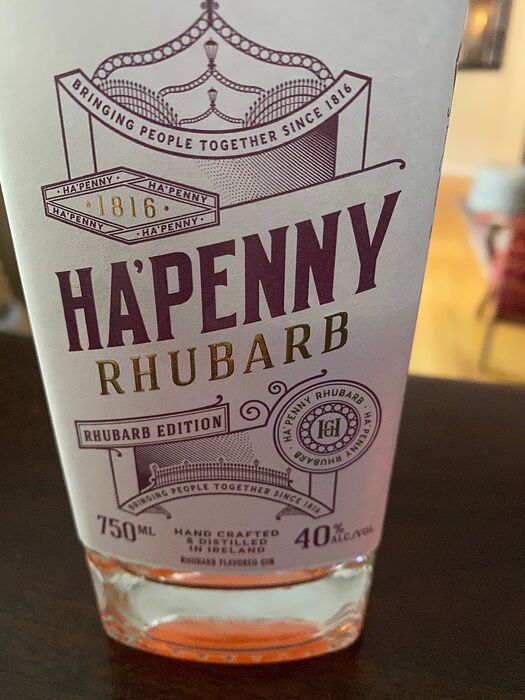 BRINGING PEOPLE TOGETHER SINCE 1816
· HA'PENNY · HA'PENNY
· 1816 ·
HA'PENNY · HA'PENNY ·
HA'PENNY
RHUBARB
RHUBARB EDITION
HA'PENNY RHUBARB · HA'PENNY RHUBARB ·
BRINGING PEOPLE TOGETHER SINCE 1816
750ML
HAND CRAFTED
& DISTILLED
IN IRELAND
40% ALC./VOL
RHUBARB FLAVORED GIN